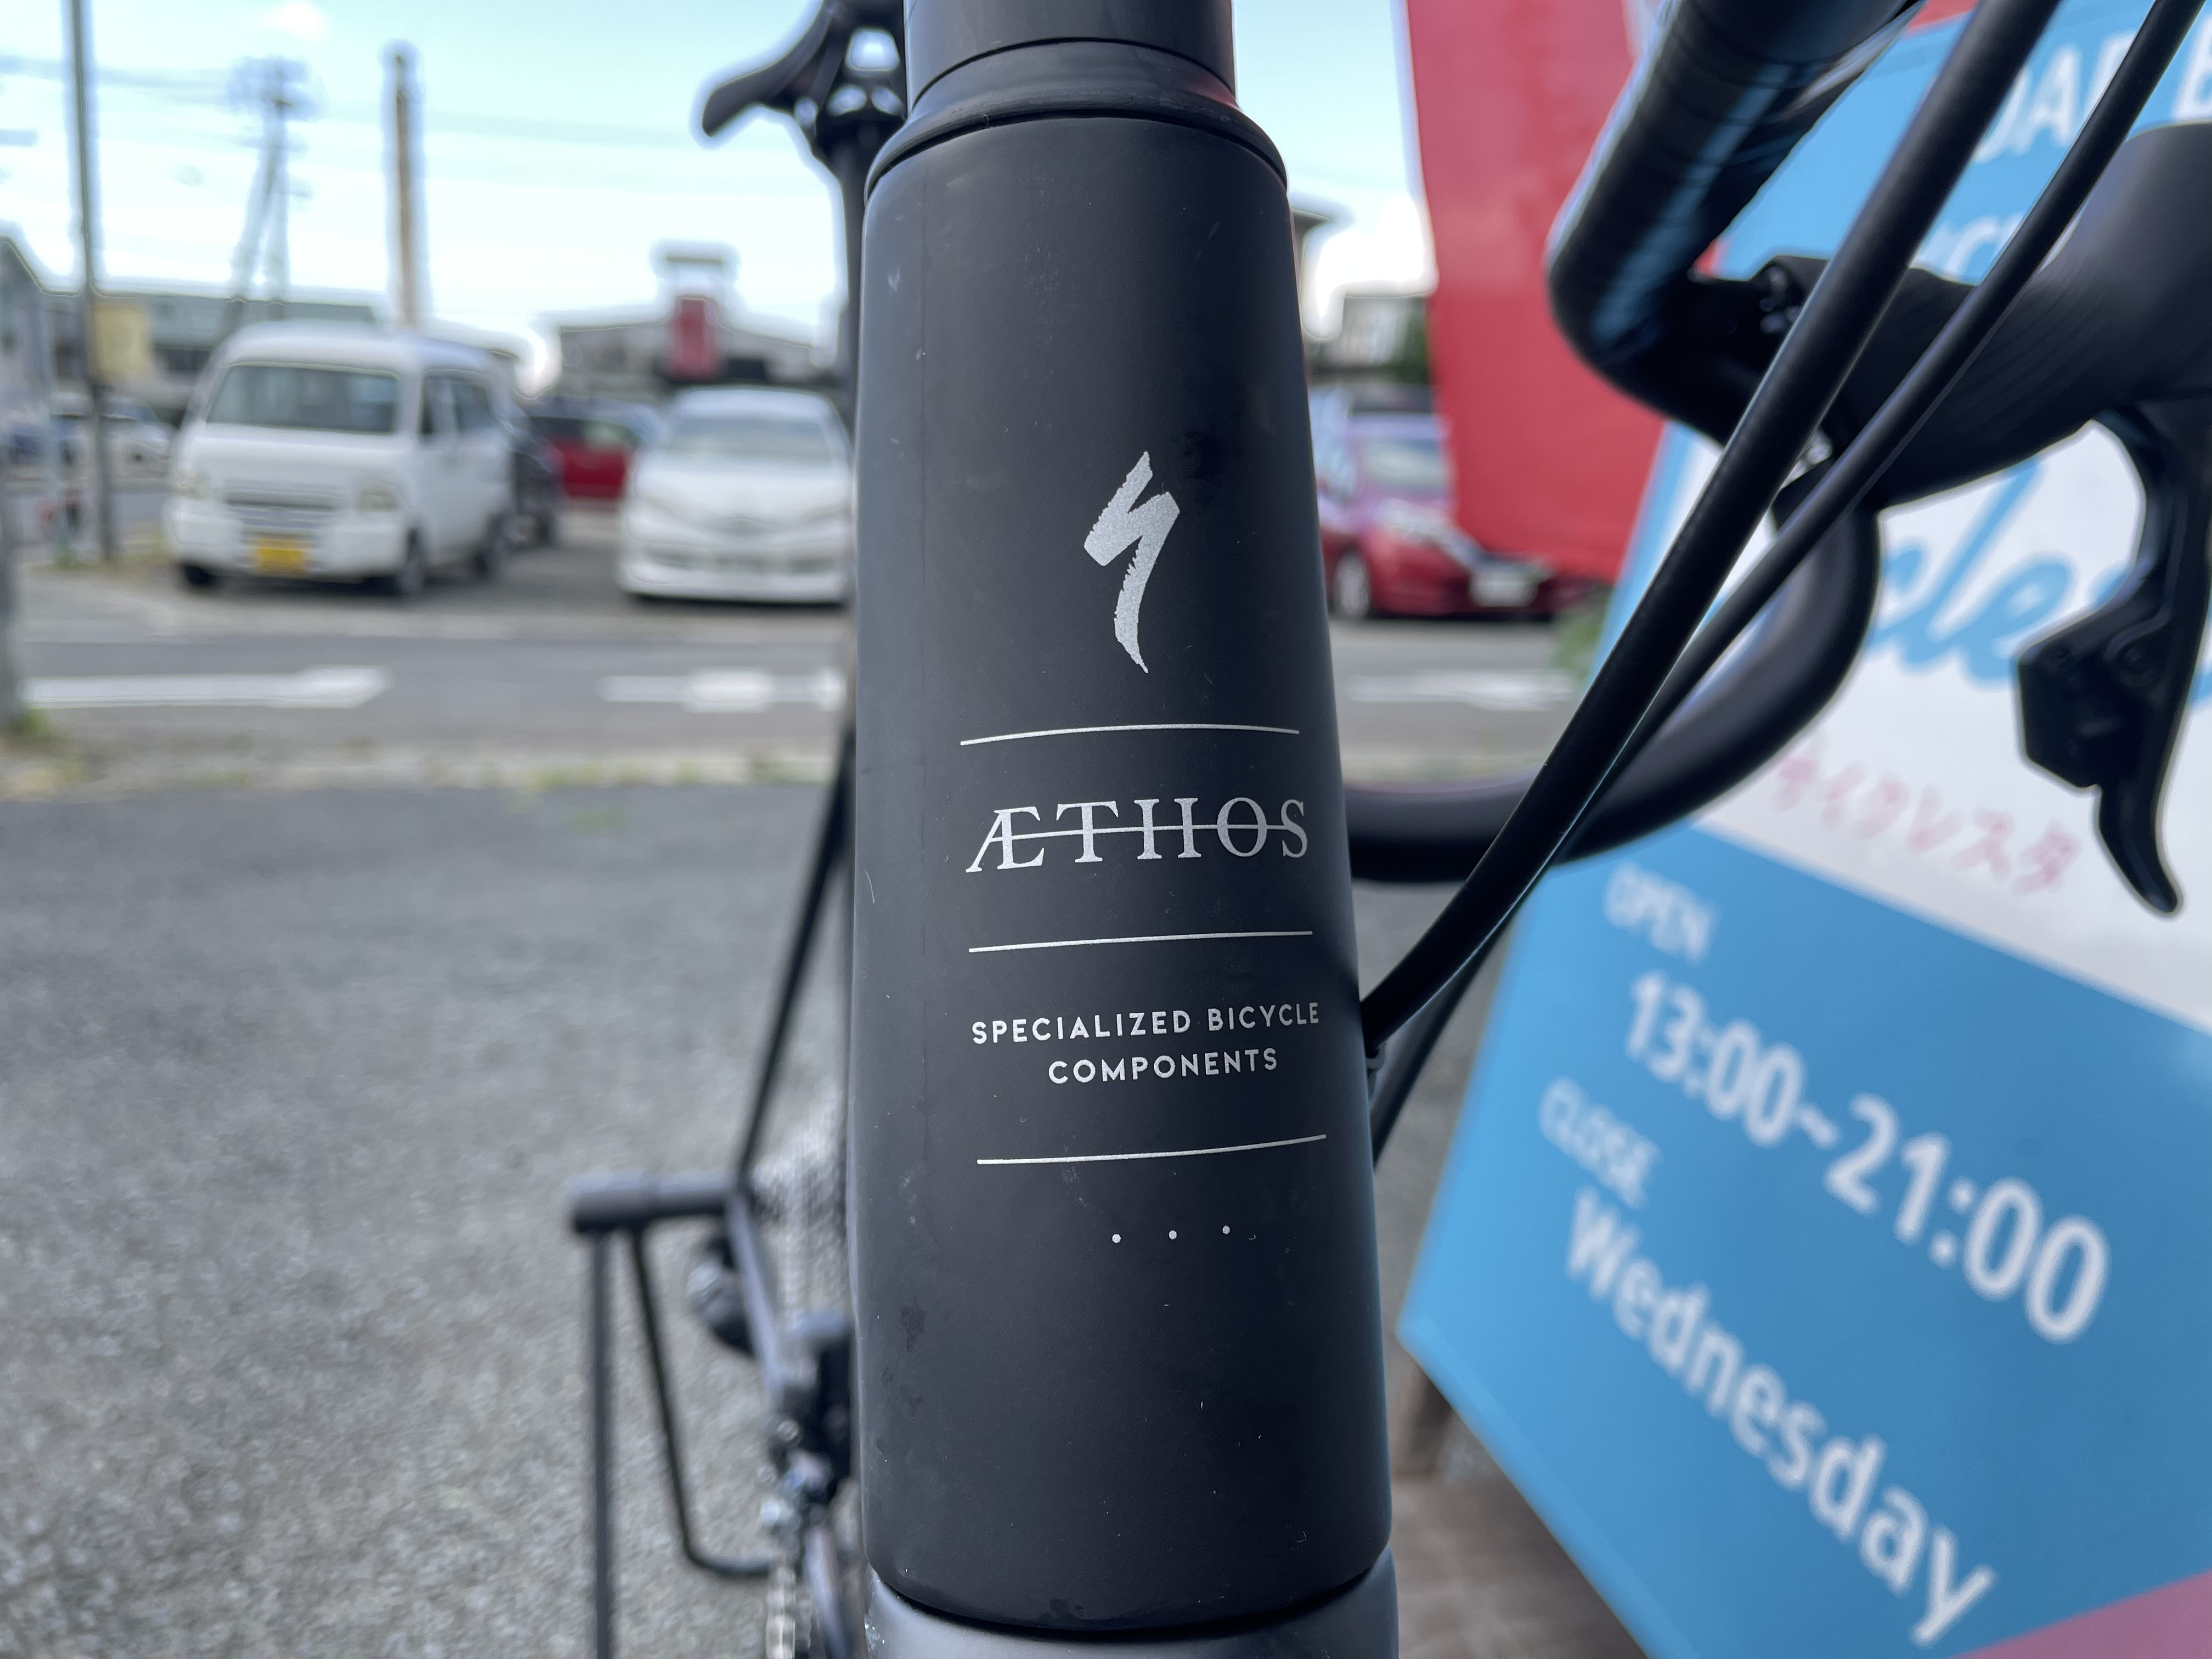 ÆTHOS
SPECIALIZED BICYCLE
COMPONENTS
サイクレスタ
OPEN
13:00~21:00
CLOSE
Wednesday